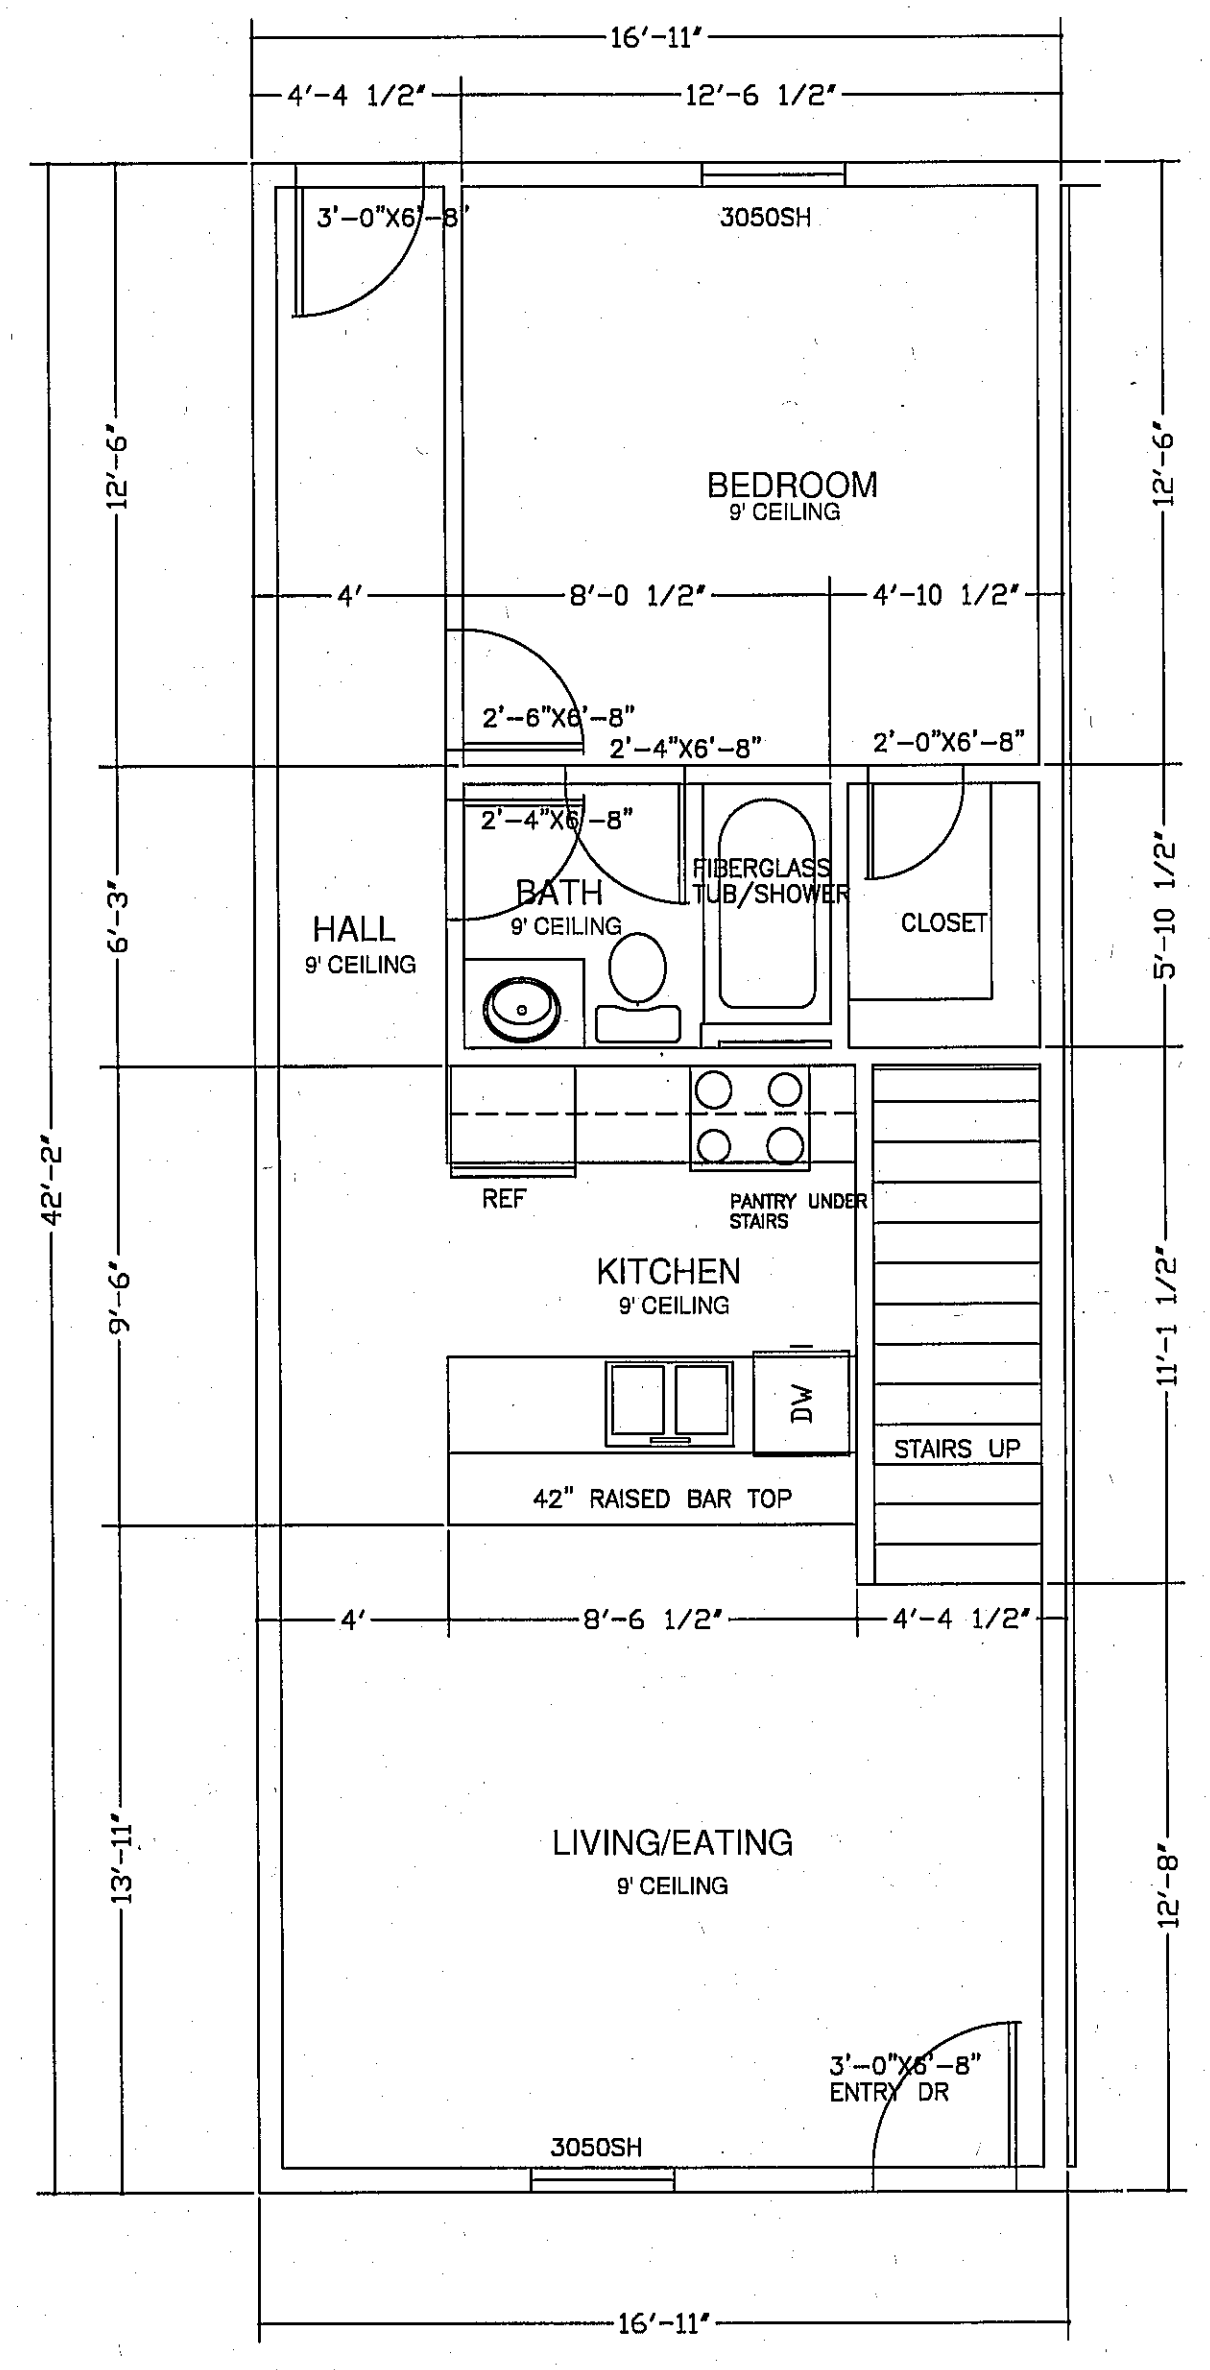 16'-11"
4'-4 1/2"
12'-6 1/2"
3'-0"X6'-8'
3050SH
12'-6"
12'-6"
BEDROOM
9' CEILING
4'
8'-0 1/2"
4'-10 1/2"
2'-6"X6'-8"
2'-4"X6'-8"
2'-0"X6'-8"
2'-4"X6'-8"
FIBERGLASS
TUB/SHOWER
BATH
9' CEILING
HALL
9' CEILING
CLOSET
6'-3"
5'-10 1/2"
42'-2"
REF
PANTRY UNDER
STAIRS
KITCHEN
9' CEILING
9'-6"
11'-1 1/2"
DW
STAIRS UP
42" RAISED BAR TOP
4'
8'-6 1/2"
4'-4 1/2"
LIVING/EATING
9' CEILING
13'-11"
12'-8"
3'-0"X6'-8"
ENTRY DR
3050SH
16'-11"